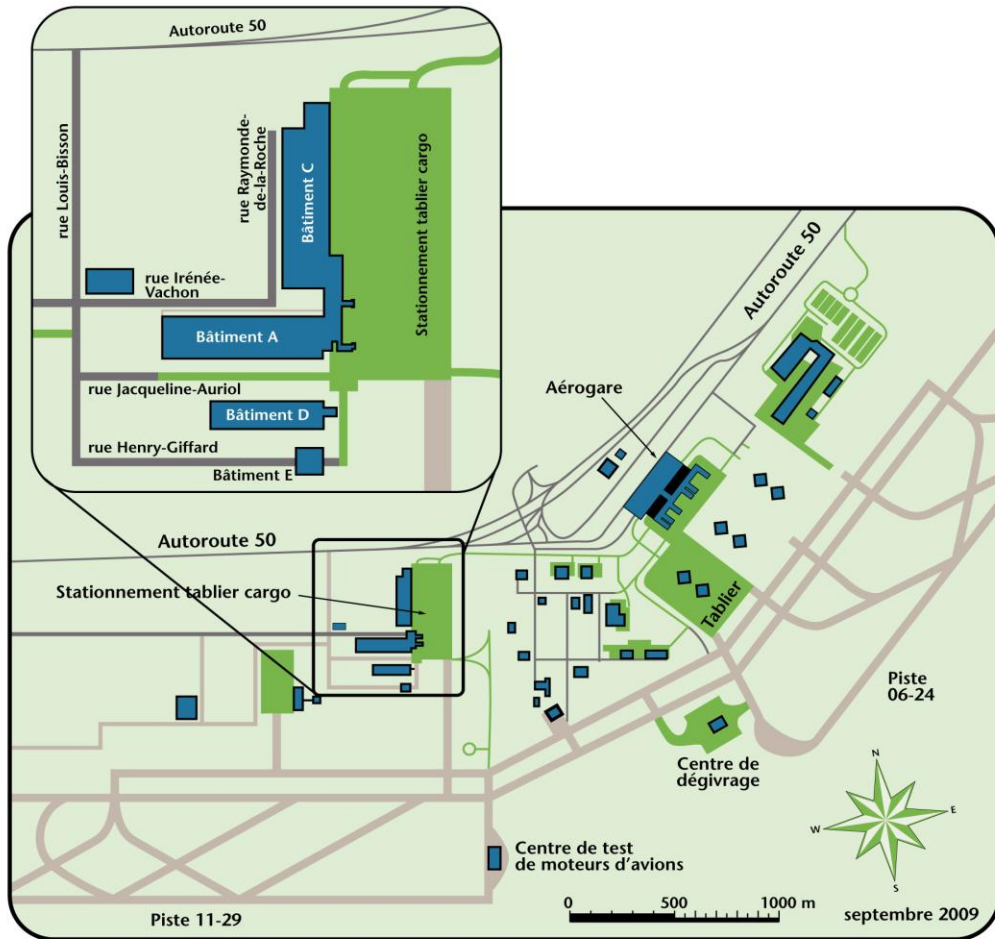 Autoroute 50
rue Louis-Bisson
rue Raymonde-
de-la-Roche
Bâtiment C
Stationnement tablier cargo
rue Irénée-
Vachon
Bâtiment A
rue Jacqueline-Auriol
Bâtiment D
rue Henry-Giffard
Bâtiment E
Autoroute 50
Aérogare
Autoroute 50
Stationnement tablier cargo
Tablier
Piste
06-24
Centre de
dégivrage
N
E
W
S
Centre de test
de moteurs d'avions
Piste 11-29
0 500 1000 m
septembre 2009